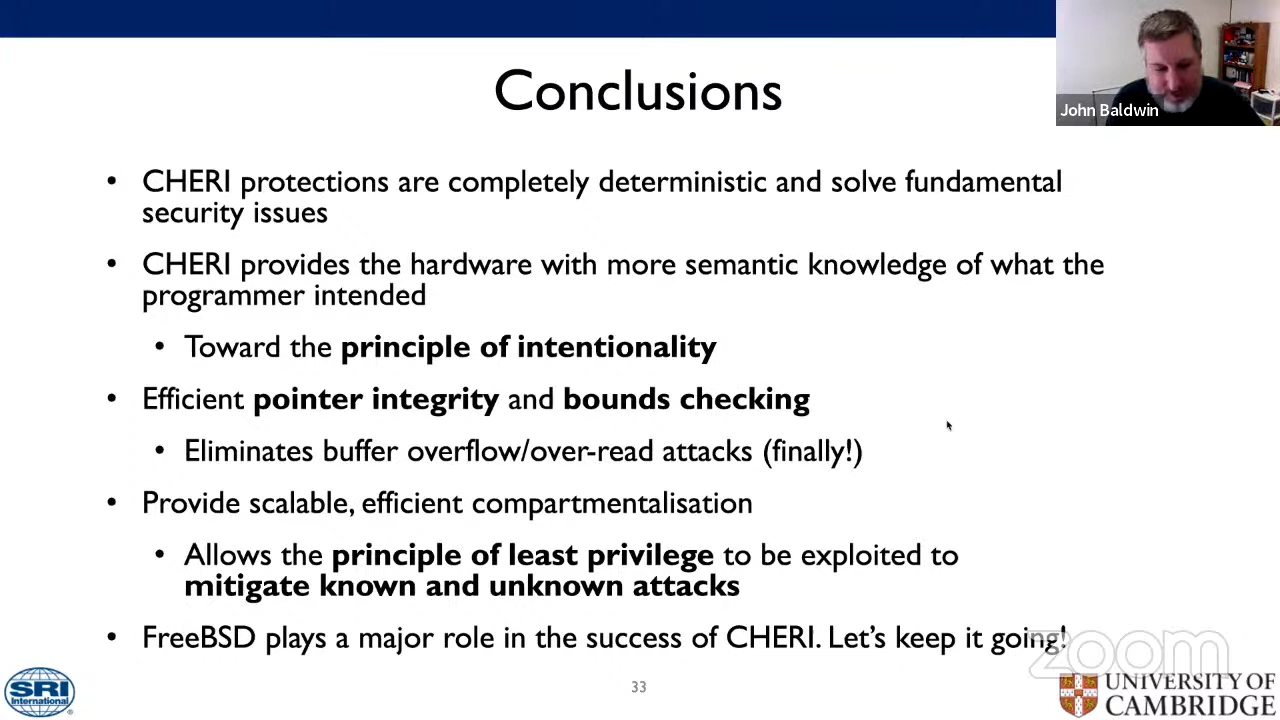 Conclusions
John Baldwin
• CHERI protections are completely deterministic and solve fundamental
security issues
• CHERI provides the hardware with more semantic knowledge of what the
programmer intended
• Toward the principle of intentionality
• Efficient pointer integrity and bounds checking
• Eliminates buffer overflow/over-read attacks (finally!)
• Provide scalable, efficient compartmentalisation
• Allows the principle of least privilege to be exploited to
mitigate known and unknown attacks
• FreeBSD plays a major role in the success of CHERI. Let's keep it going!
zoom
SRI
International
33
UNIVERSITY OF
CAMBRIDGE